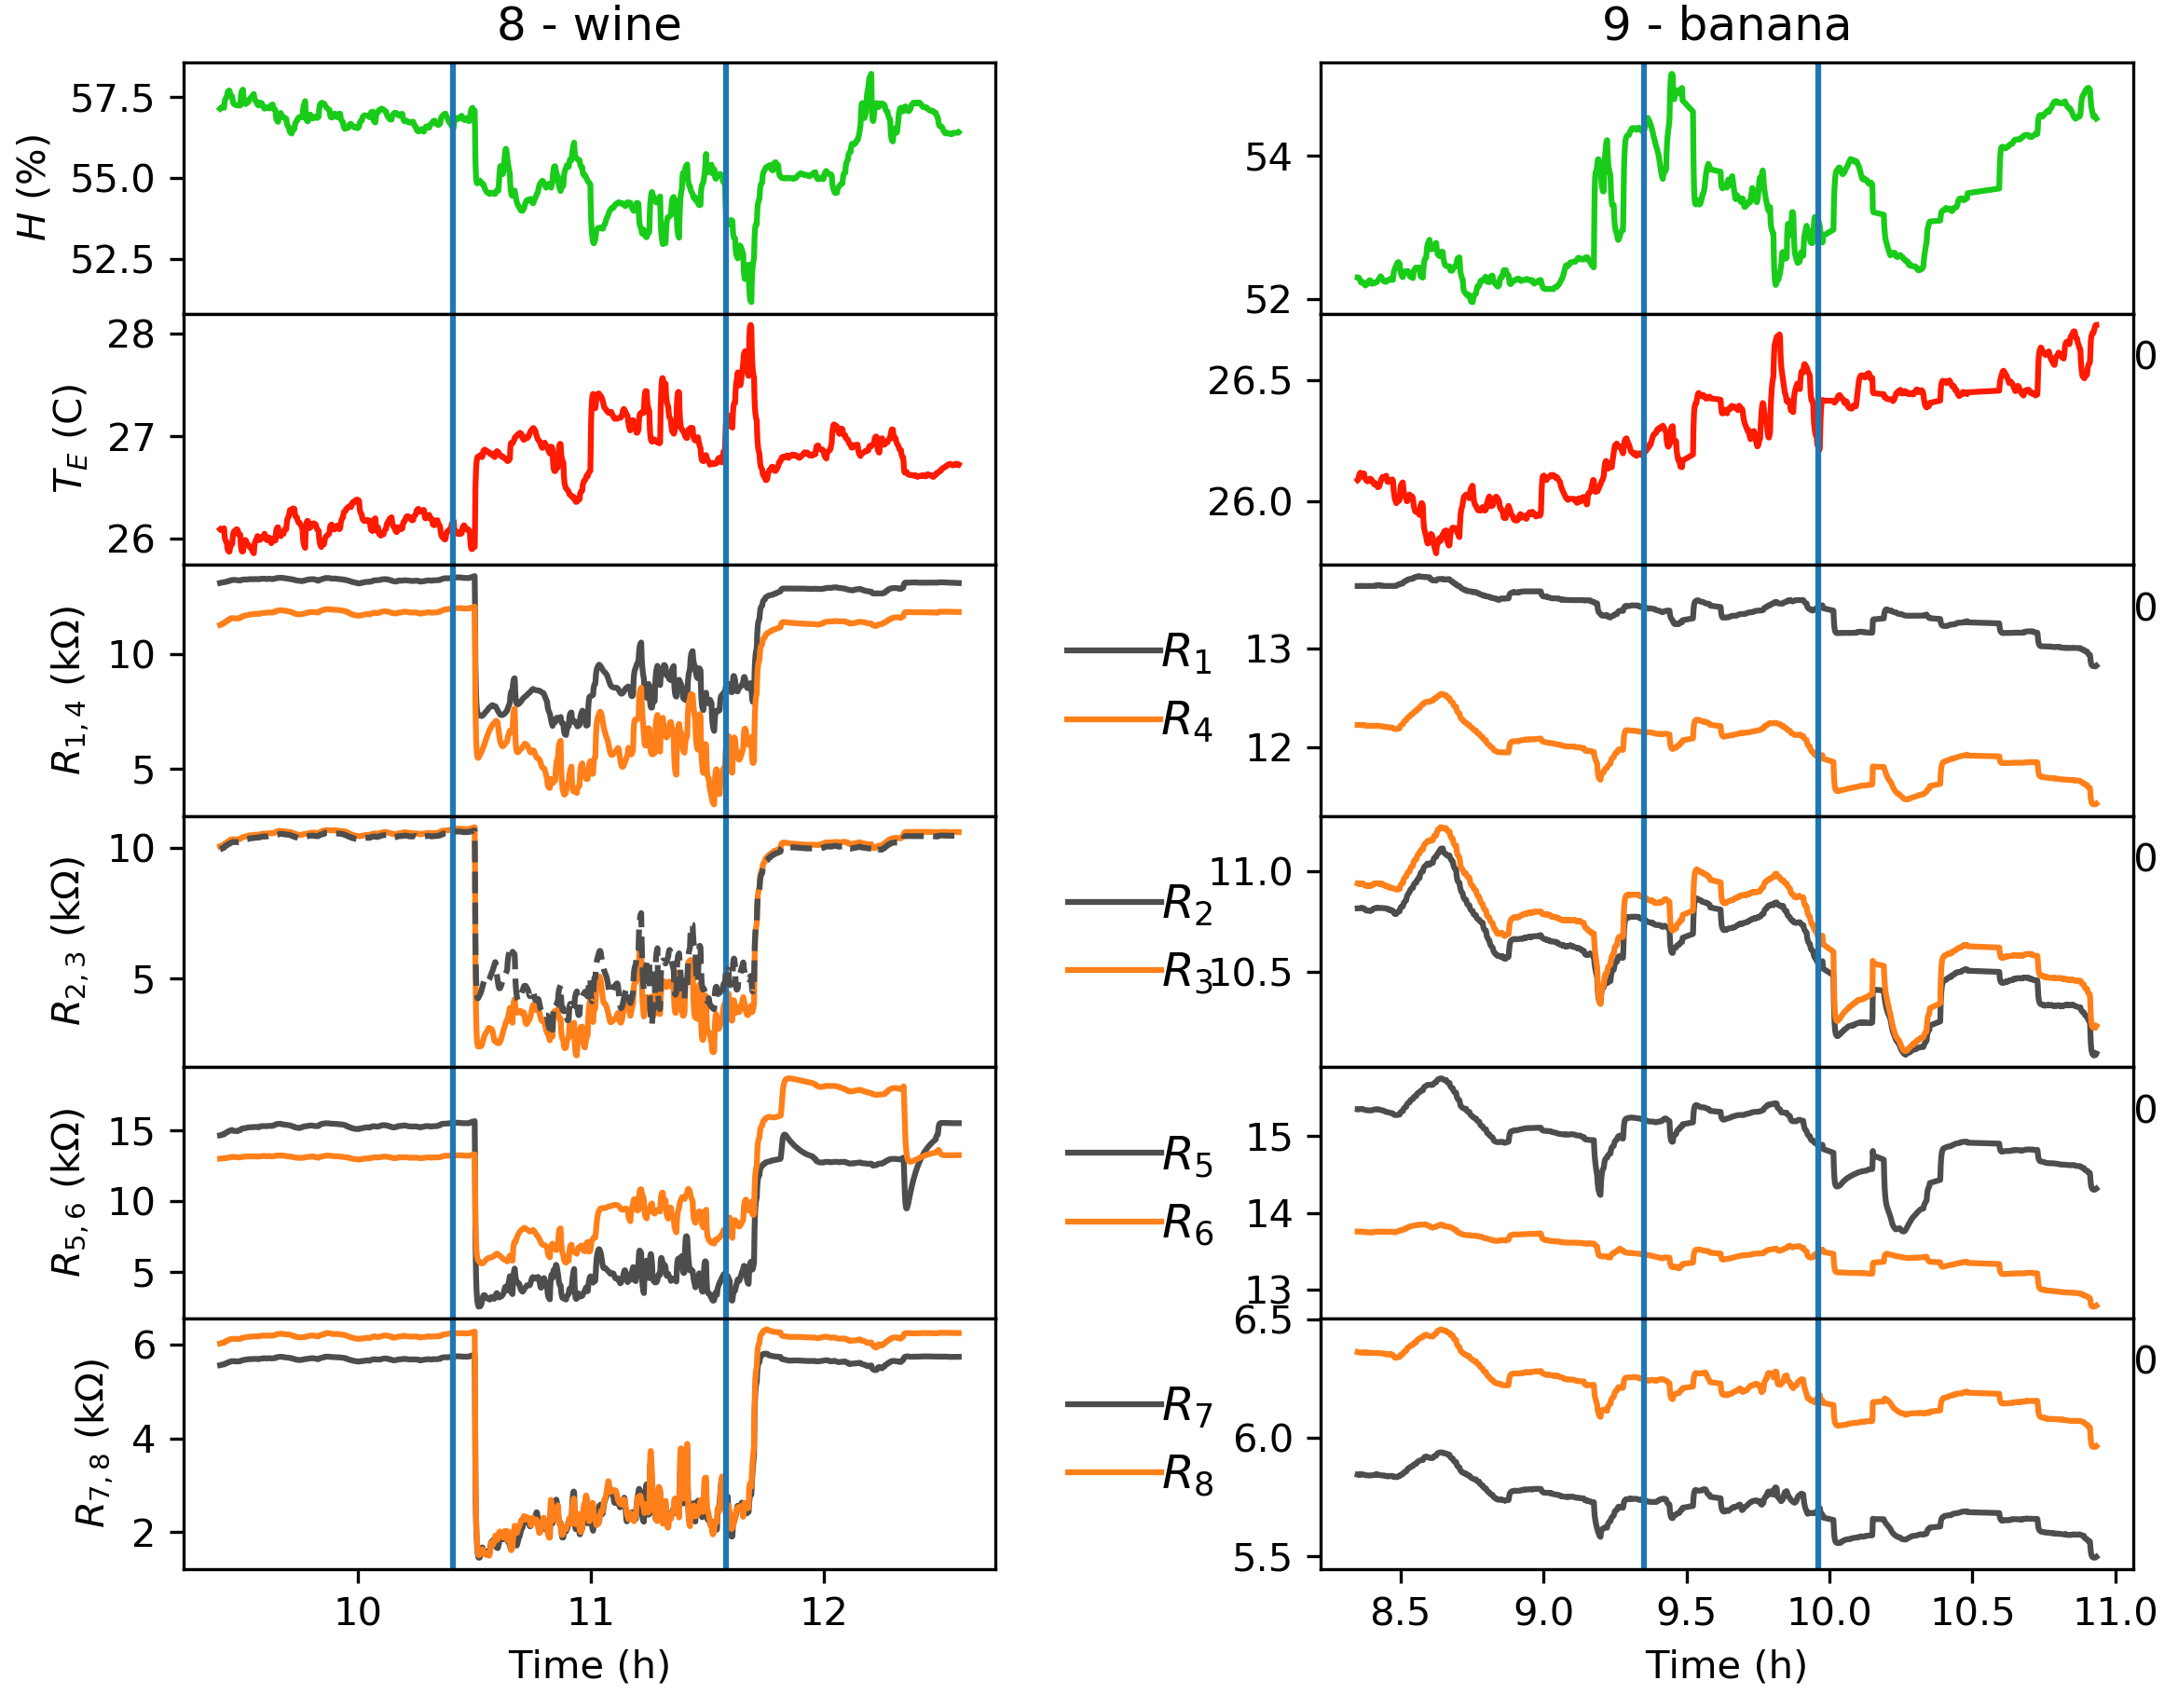 8 - wine
9 - banana
H (%)
57.5
55.0
52.5
54
52
T_E (C)
28
27
26
26.5
26.0
0
R_{1,4} (kΩ)
10
5
R_1
R_4
13
12
0
R_{2,3} (kΩ)
10
5
R_2
R_3
11.0
10.5
0
R_{5,6} (kΩ)
15
10
5
R_5
R_6
15
14
13
0
R_{7,8} (kΩ)
6
4
2
R_7
R_8
6.5
6.0
5.5
0
10 11 12
8.5 9.0 9.5 10.0 10.5 11.0
Time (h)
Time (h)